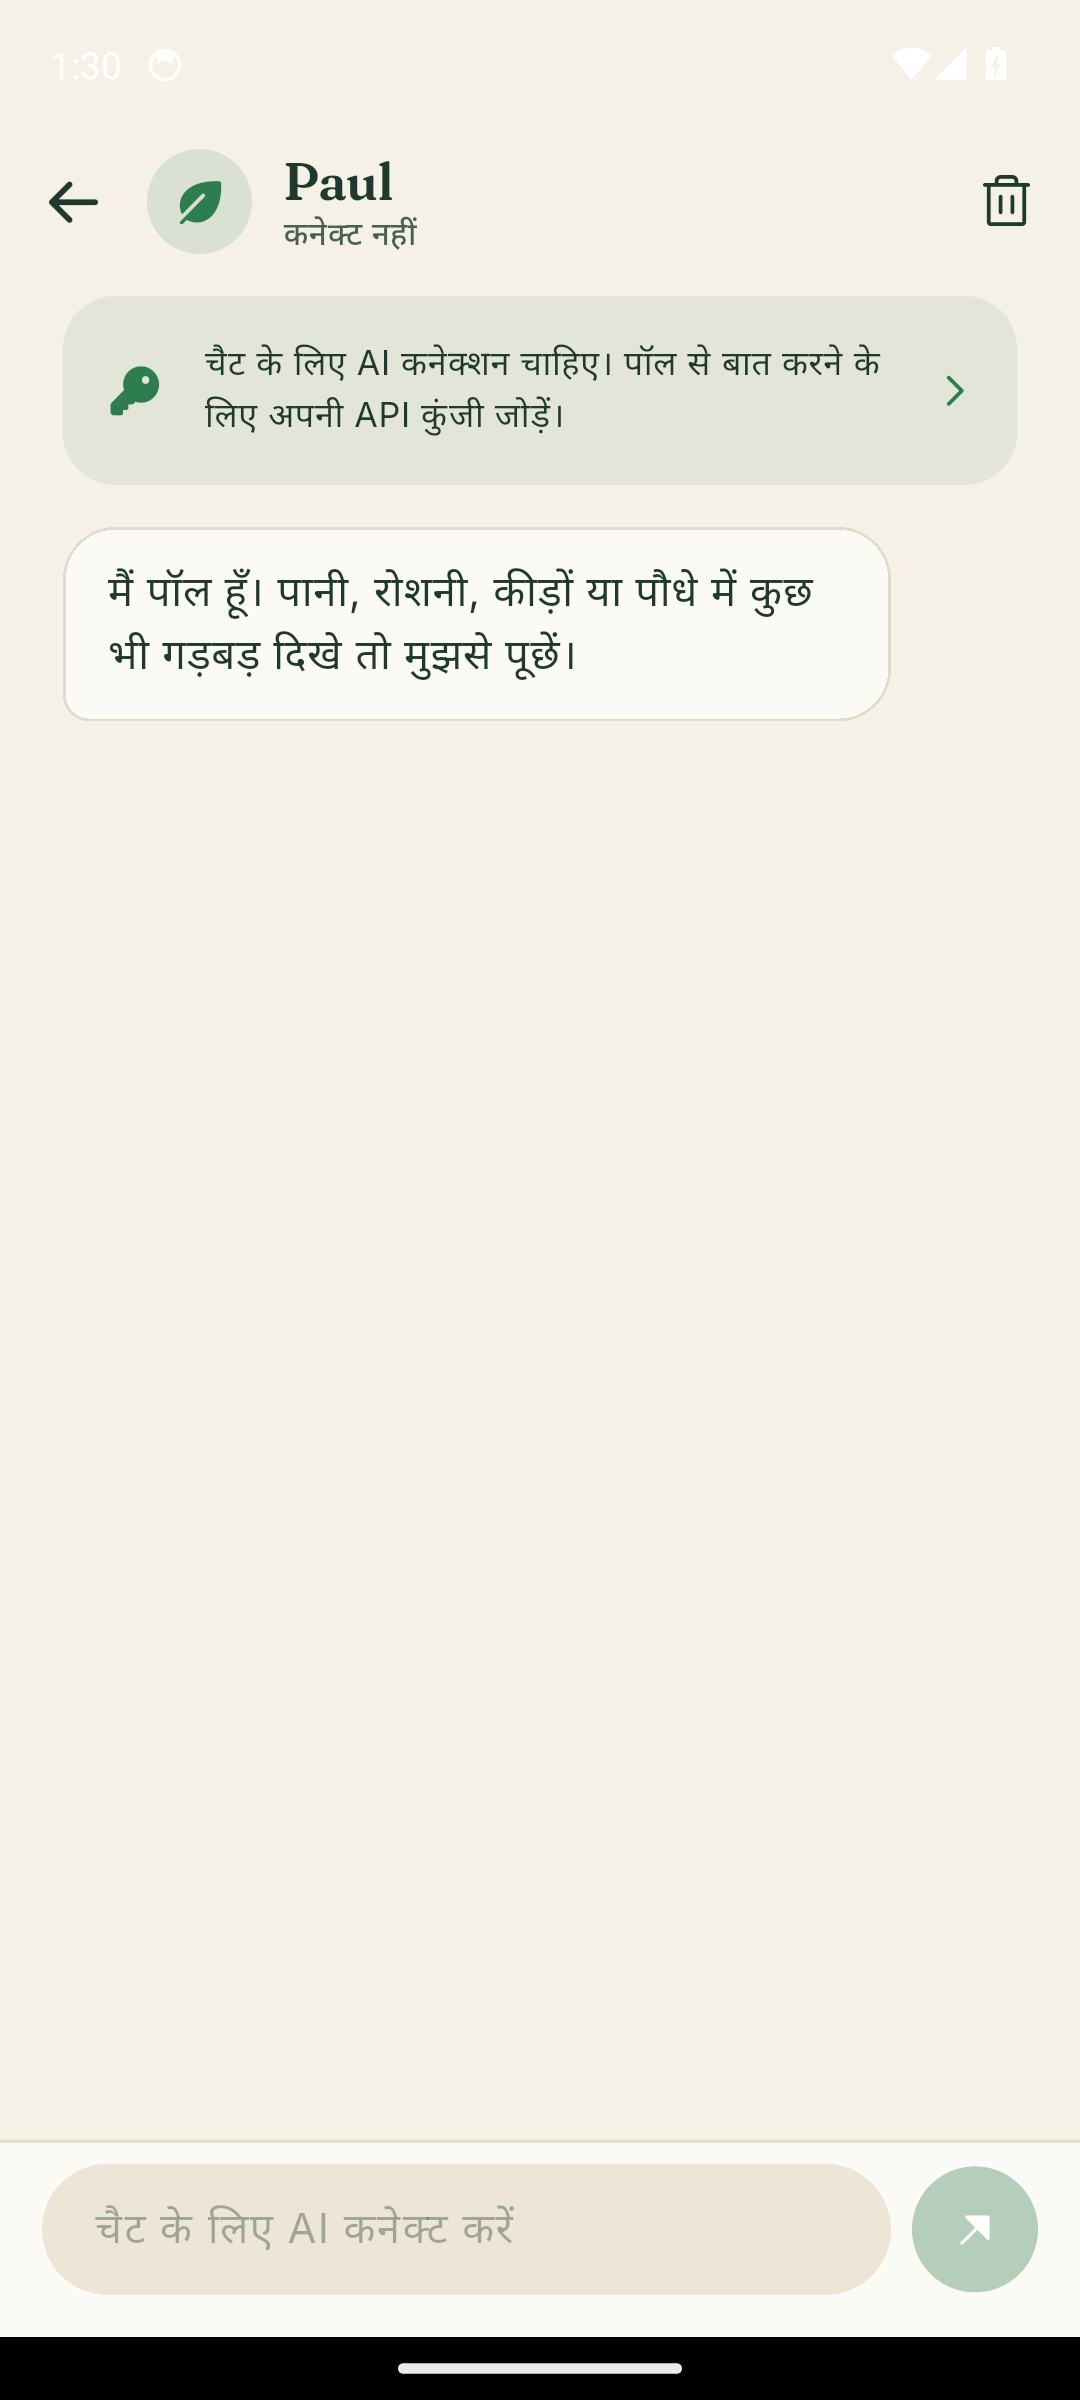 1:30
Paul
कनेक्ट नहीं
चैट के लिए AI कनेक्शन चाहिए। पॉल से बात करने के
लिए अपनी API कुंजी जोड़ें।
मैं पॉल हूँ। पानी, रोशनी, कीड़ों या पौधे में कुछ
भी गड़बड़ दिखे तो मुझसे पूछें।
चैट के लिए AI कनेक्ट करें